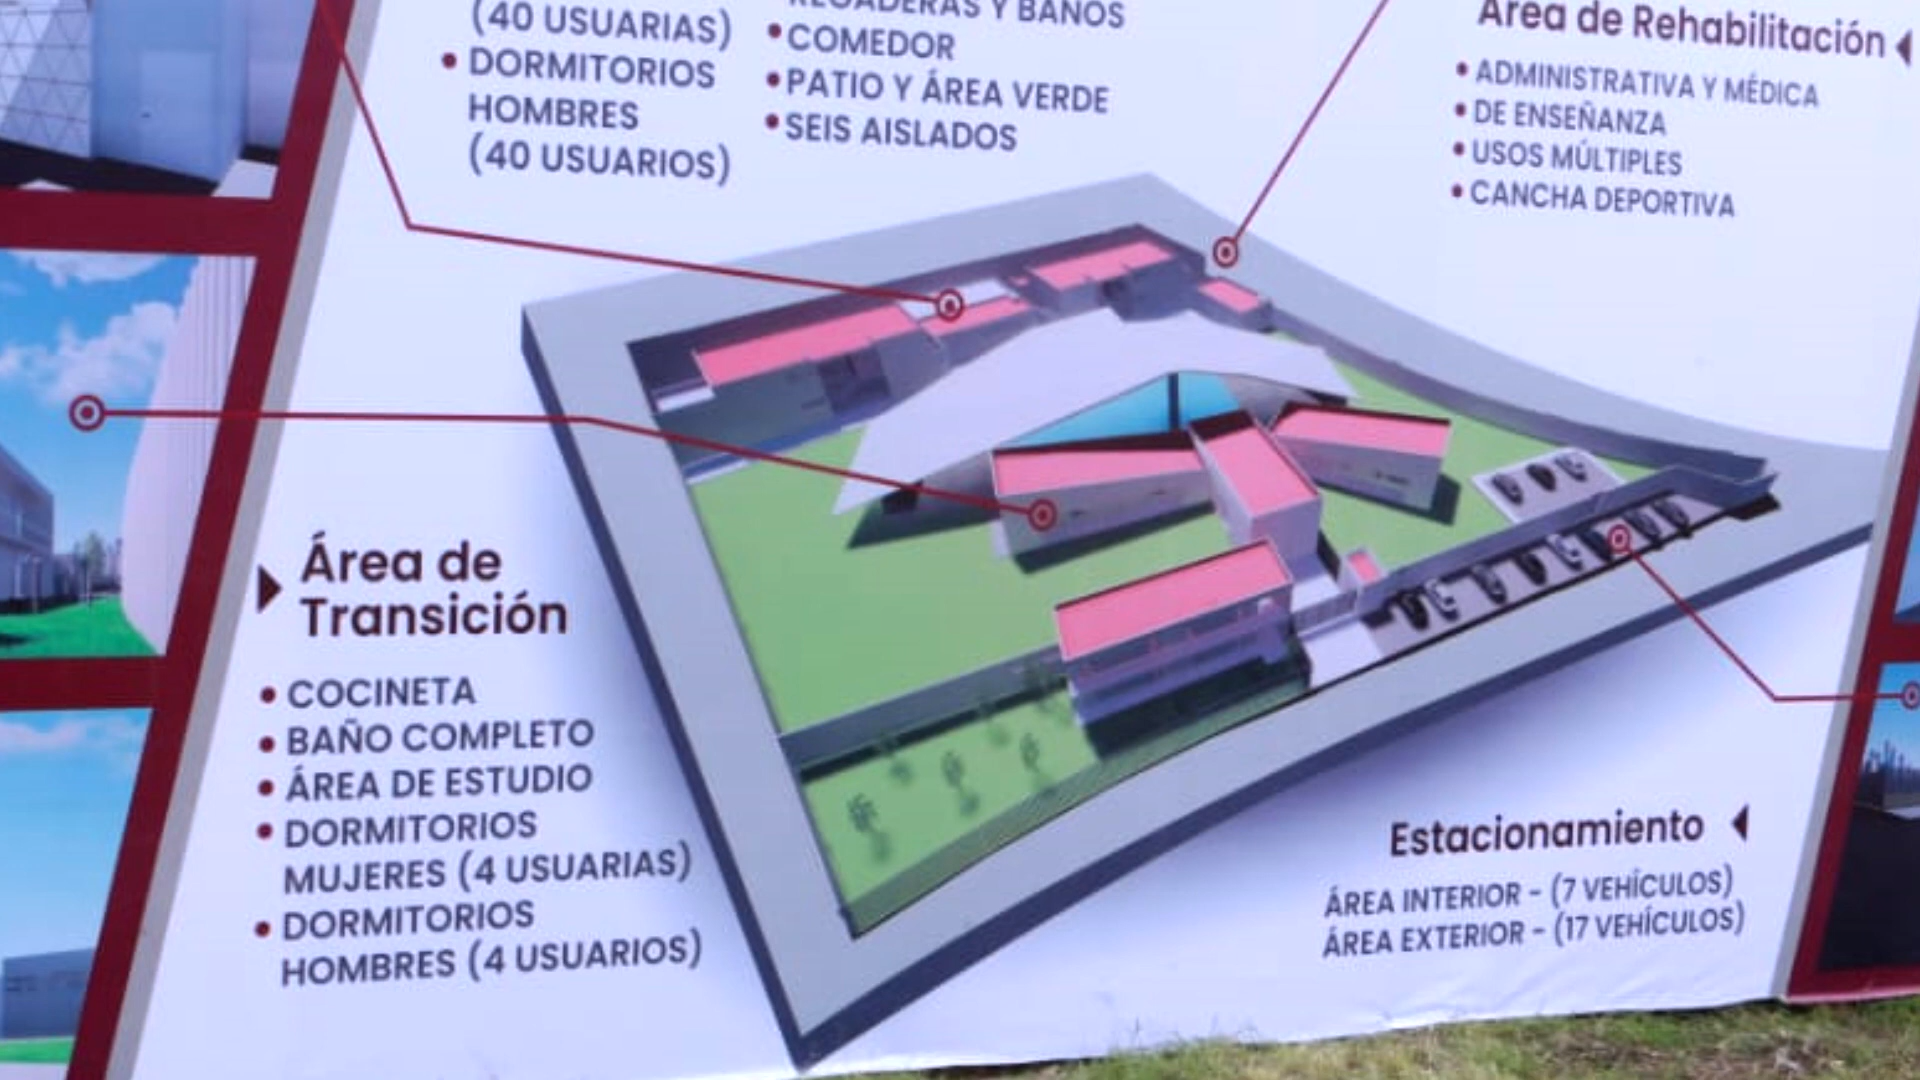 (40 USUARIAS)
• DORMITORIOS
HOMBRES
(40 USUARIOS)
REGADERAS Y BAÑOS
• COMEDOR
• PATIO Y ÁREA VERDE
• SEIS AISLADOS
Área de Rehabilitación
• ADMINISTRATIVA Y MÉDICA
• DE ENSEÑANZA
• USOS MÚLTIPLES
• CANCHA DEPORTIVA
Área de
Transición
• COCINETA
• BAÑO COMPLETO
• ÁREA DE ESTUDIO
• DORMITORIOS
MUJERES (4 USUARIAS)
• DORMITORIOS
HOMBRES (4 USUARIOS)
Estacionamiento
ÁREA INTERIOR - (7 VEHÍCULOS)
ÁREA EXTERIOR - (17 VEHÍCULOS)